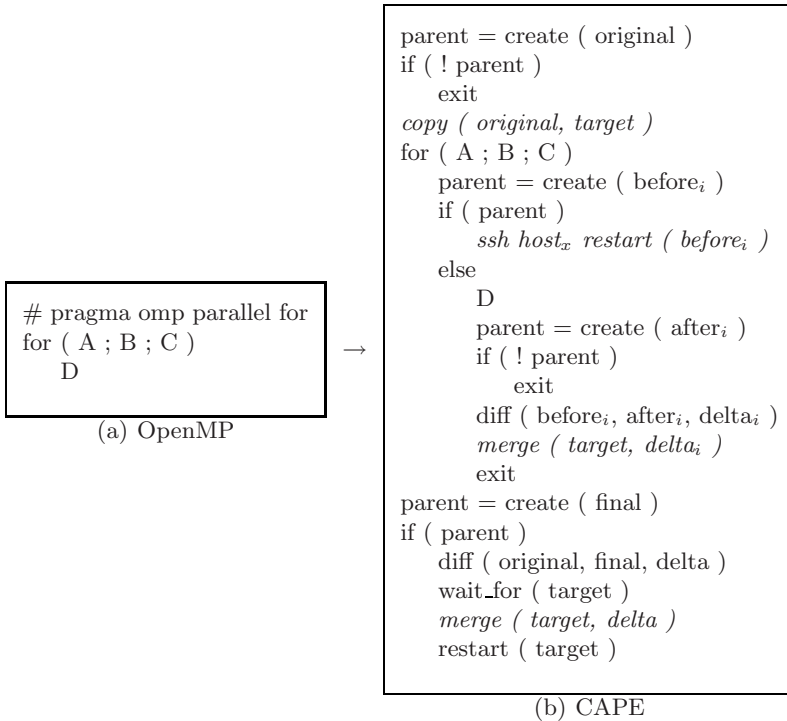 # pragma omp parallel for
for ( A ; B ; C )
D
(a) OpenMP
→
parent = create ( original )
if ( ! parent )
exit
copy ( original, target )
for ( A ; B ; C )
parent = create ( beforeᵢ )
if ( parent )
ssh hostₓ restart ( beforeᵢ )
else
D
parent = create ( afterᵢ )
if ( ! parent )
exit
diff ( beforeᵢ, afterᵢ, deltaᵢ )
merge ( target, deltaᵢ )
exit
parent = create ( final )
if ( parent )
diff ( original, final, delta )
wait_for ( target )
merge ( target, delta )
restart ( target )
(b) CAPE